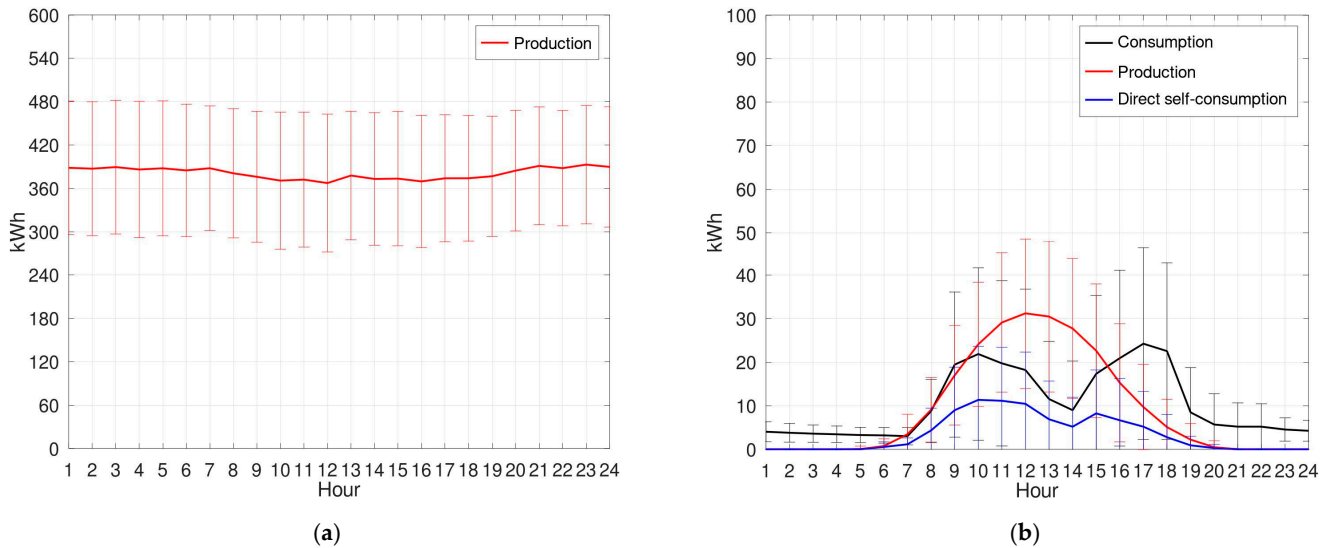 600
540
480
420
360
300
240
180
120
60
0
kWh
Production
1 2 3 4 5 6 7 8 9 10 11 12 13 14 15 16 17 18 19 20 21 22 23 24
Hour
(a)
100
90
80
70
60
50
40
30
20
10
0
kWh
Consumption
Production
Direct self-consumption
1 2 3 4 5 6 7 8 9 10 11 12 13 14 15 16 17 18 19 20 21 22 23 24
Hour
(b)